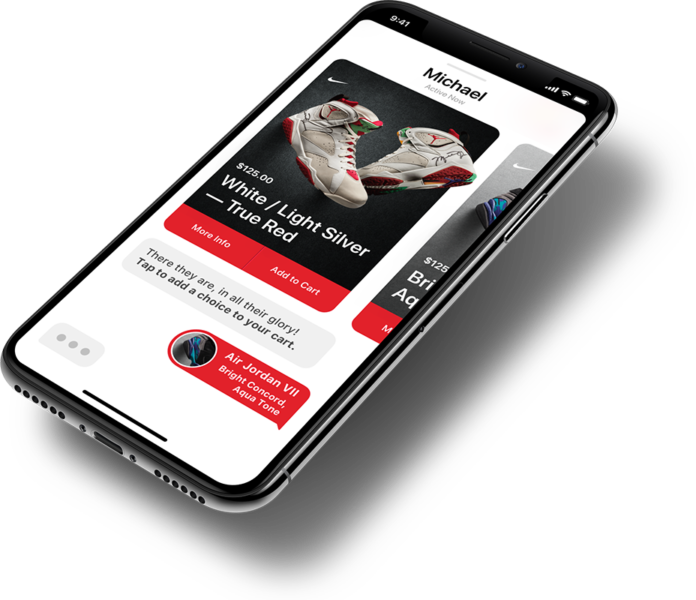 9:41
Michael
Active Now
$125.00
White / Light Silver
— True Red
More Info
Add to Cart
$125
Bri
Aq
M
There they are, in all their glory!
Tap to add a choice to your cart.
Air Jordan VII
Bright Concord,
Aqua Tone